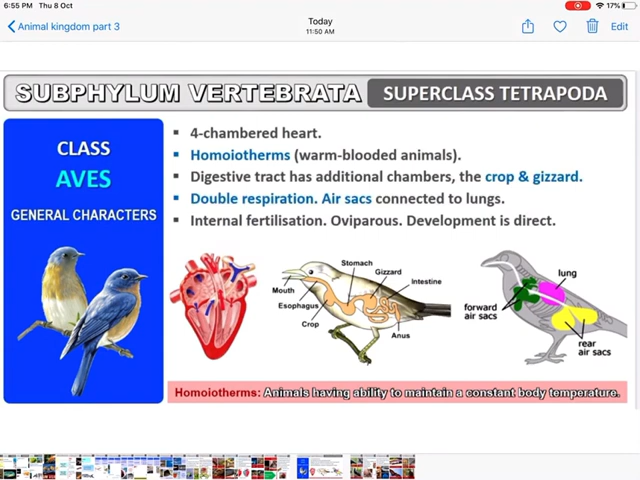 6:55 PM Thu 8 Oct
17%
Animal kingdom part 3
Today
11:50 AM
Edit
SUBPHYLUM VERTEBRATA
SUPERCLASS TETRAPODA
CLASS
AVES
GENERAL CHARACTERS
▪ 4-chambered heart.
▪ Homoiotherms (warm-blooded animals).
▪ Digestive tract has additional chambers, the crop & gizzard.
▪ Double respiration. Air sacs connected to lungs.
▪ Internal fertilisation. Oviparous. Development is direct.
Stomach
Gizzard
Intestine
Mouth
Esophagus
Crop
Anus
lung
forward
air sacs
rear
air sacs
Homoiotherms: Animals having ability to maintain a constant body temperature.